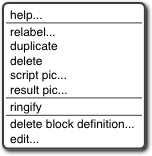 help...
relabel...
duplicate
delete
script pic...
result pic...
ringify
delete block definition...
edit...